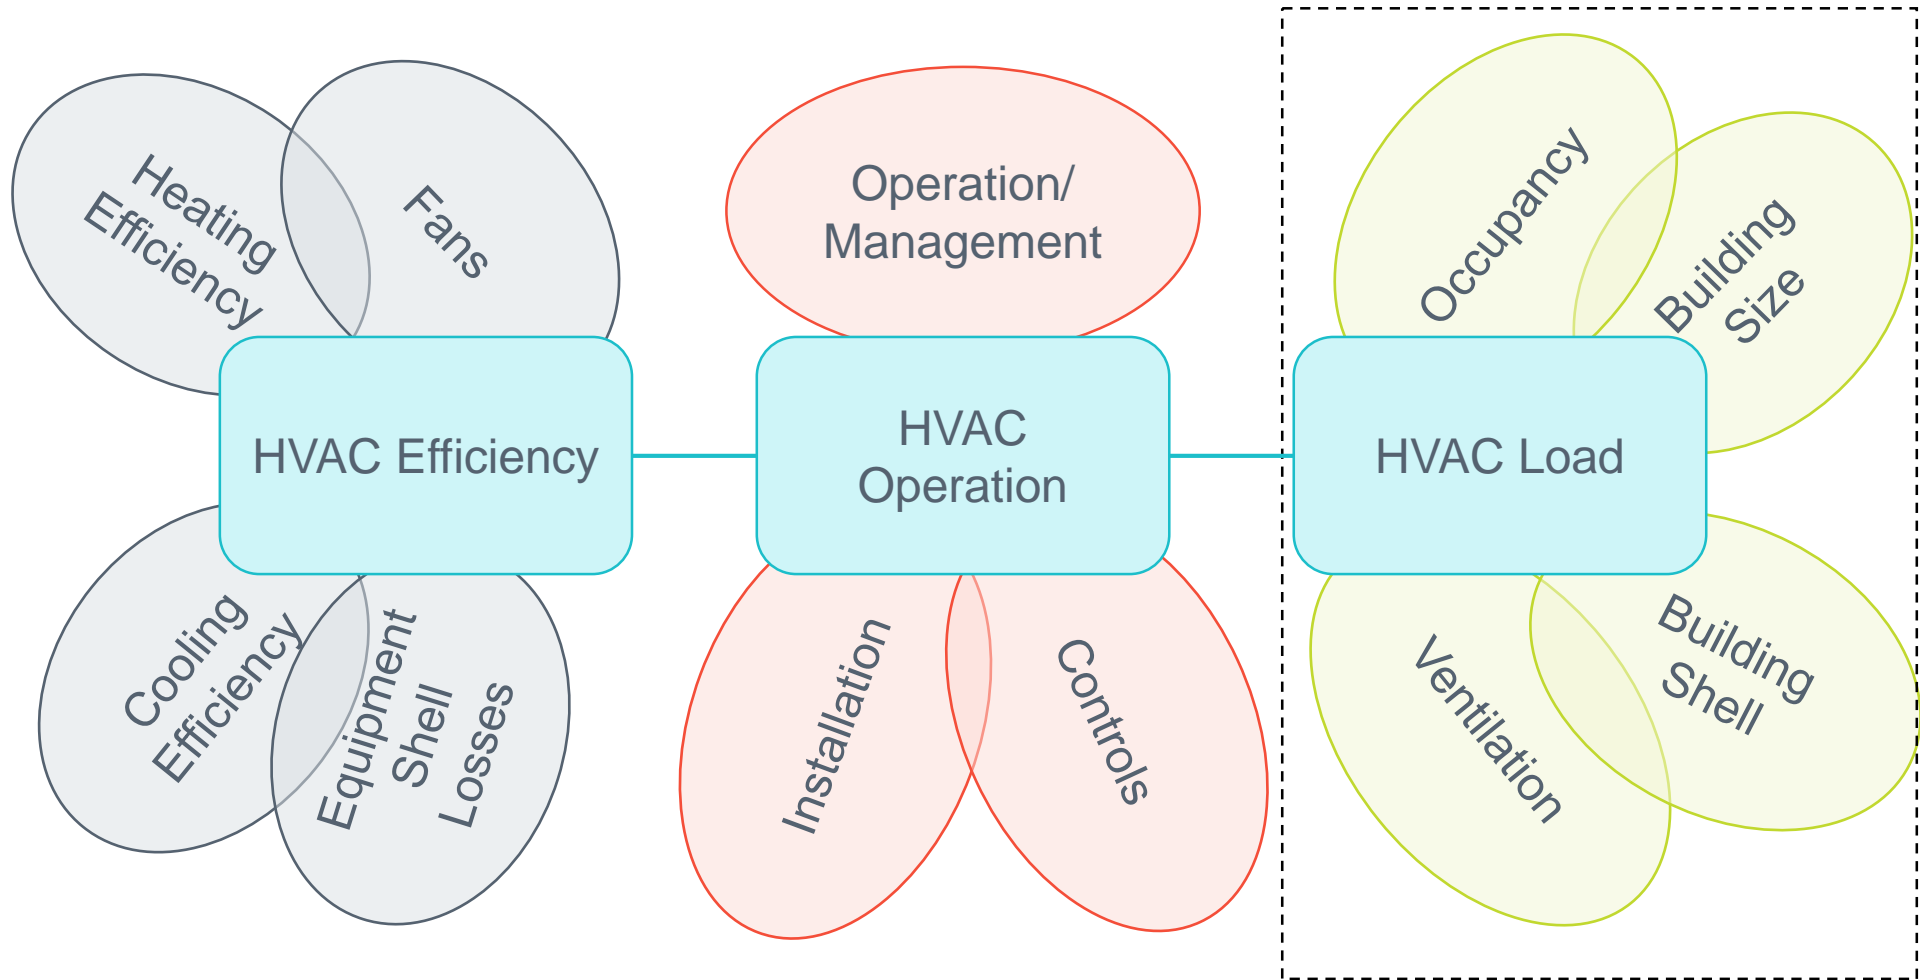 Heating
Efficiency
Fans
HVAC Efficiency
Cooling
Efficiency
Equipment
Shell
Losses
Operation/
Management
HVAC
Operation
Installation
Controls
Occupancy
Building
Size
HVAC Load
Ventilation
Building
Shell